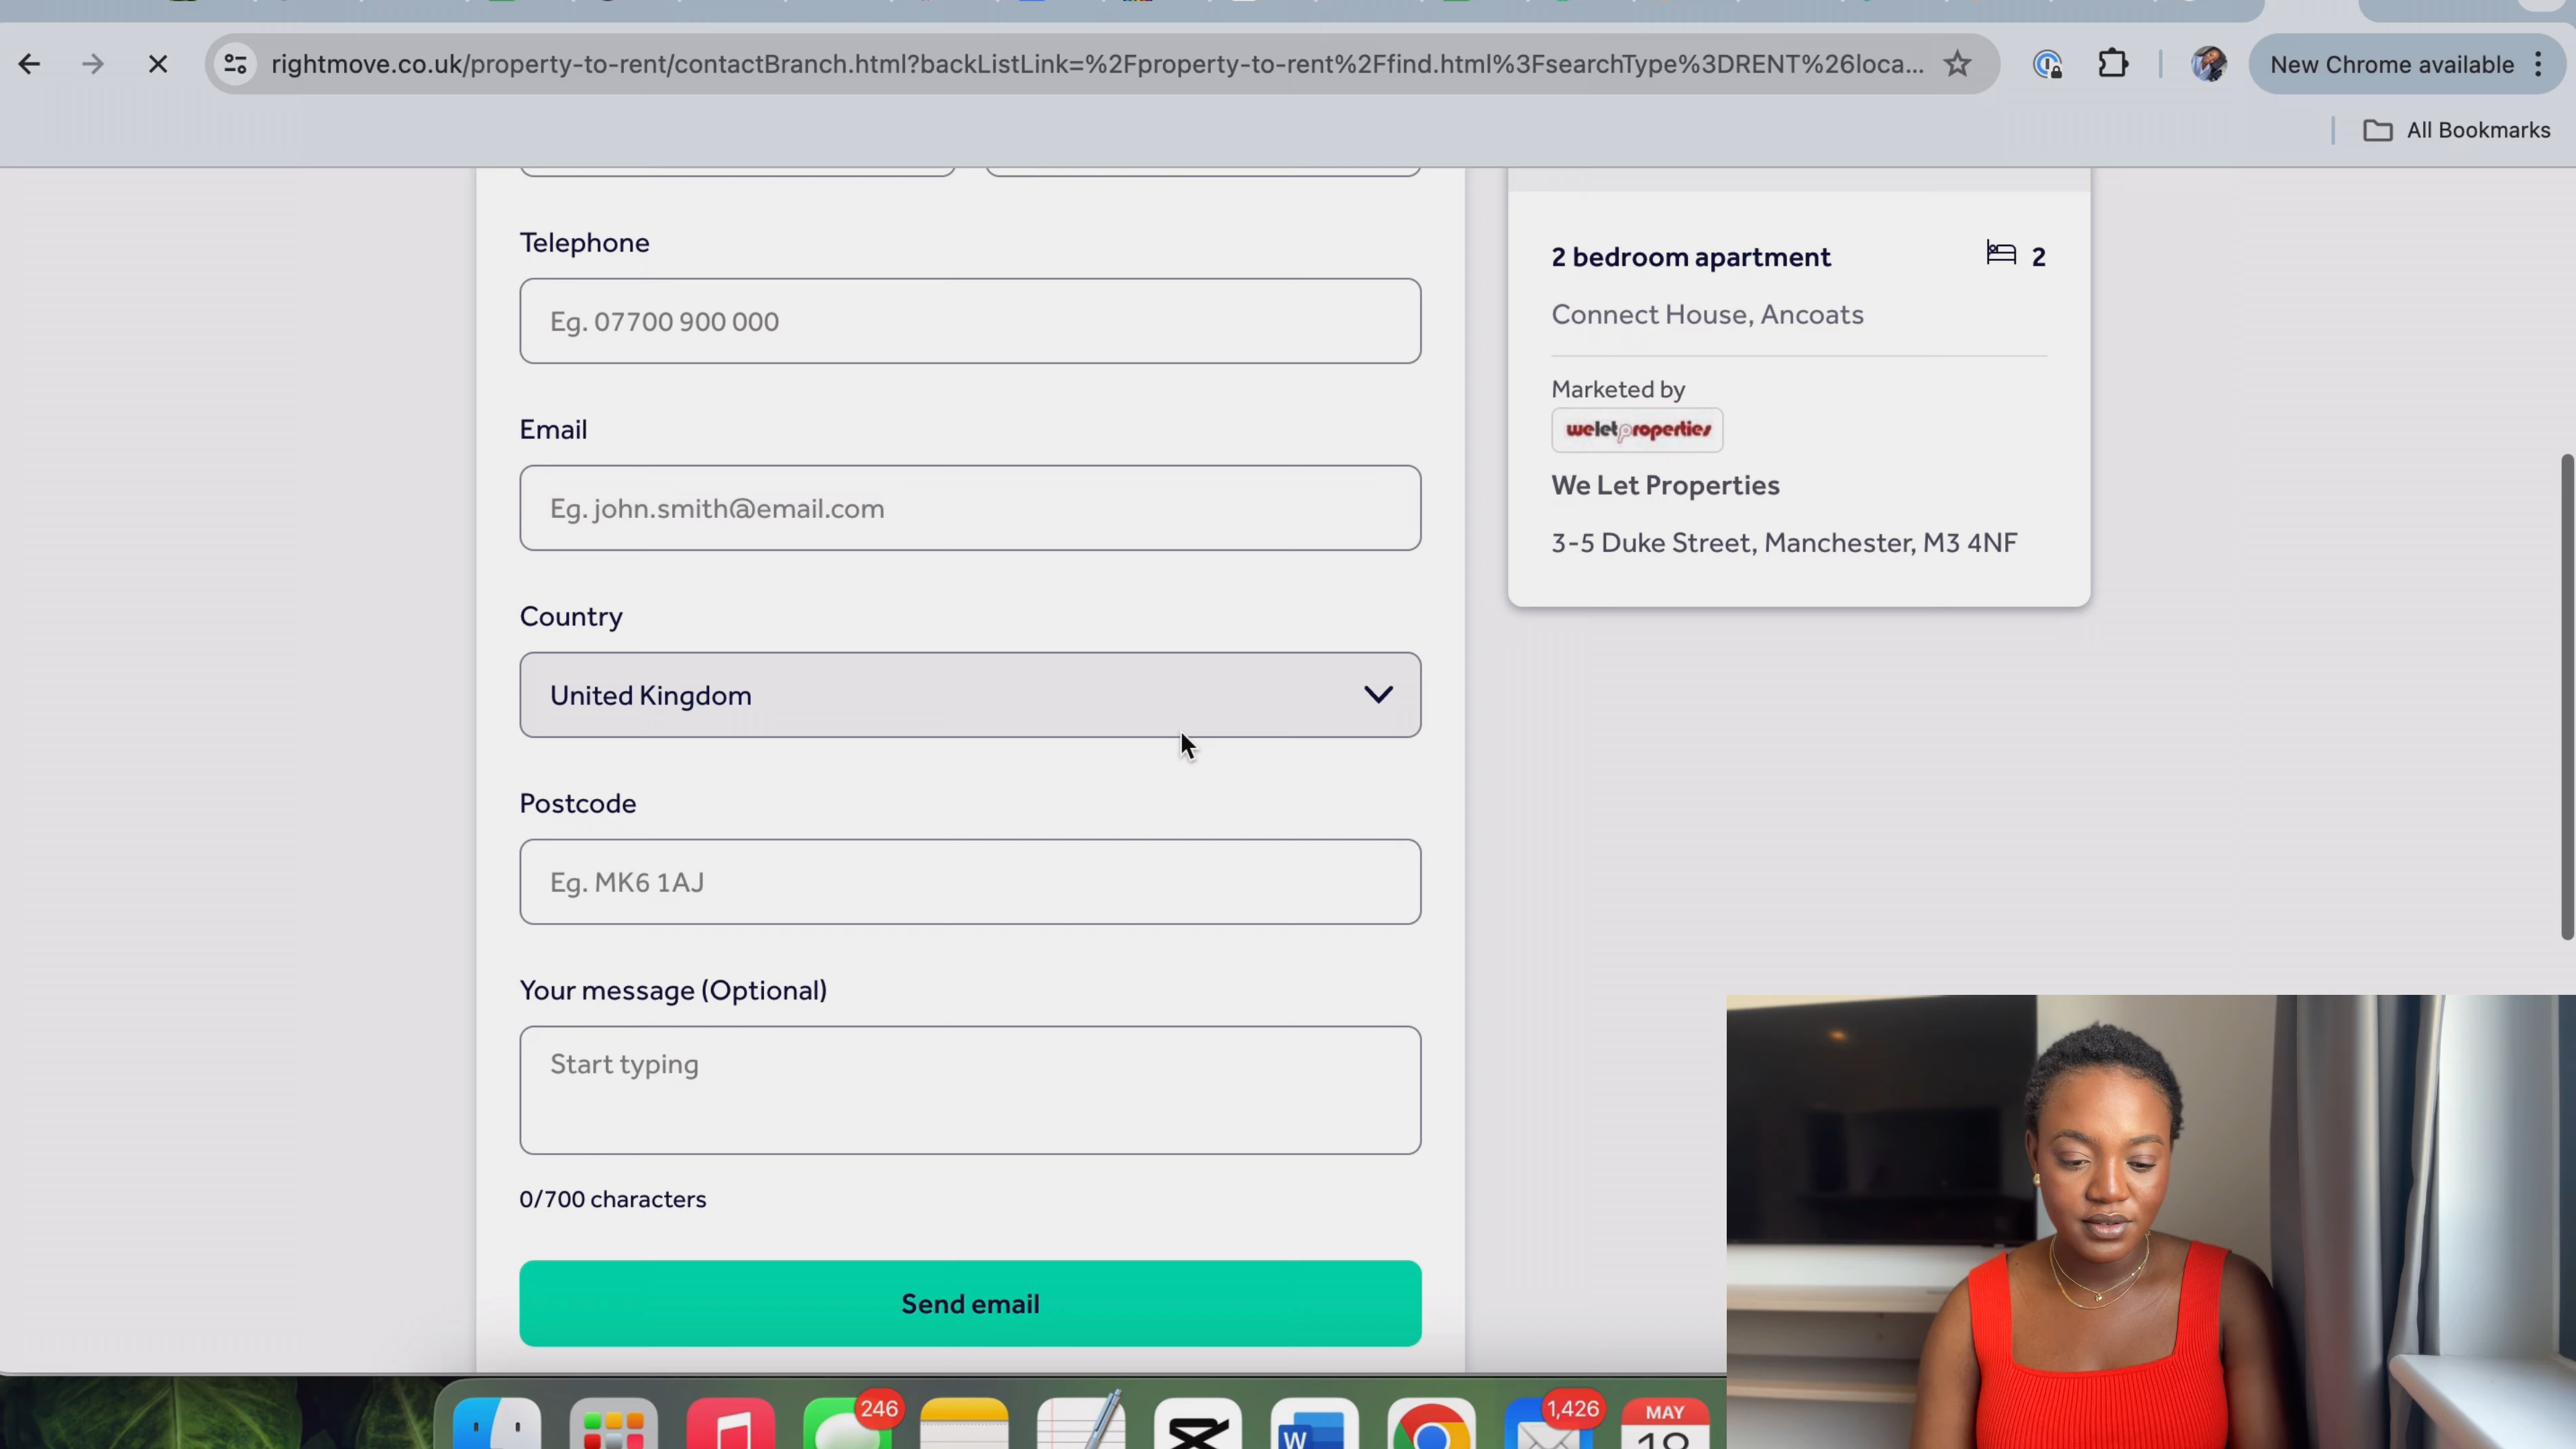 rightmove.co.uk/property-to-rent/contactBranch.html?backListLink=%2Fproperty-to-rent%2Ffind.html%3FsearchType%3DRENT%26loca...
New Chrome available
All Bookmarks
Telephone
Eg. 07700 900 000
Email
Eg. john.smith@email.com
Country
United Kingdom
Postcode
Eg. MK6 1AJ
Your message (Optional)
Start typing
0/700 characters
Send email
2 bedroom apartment
2
Connect House, Ancoats
Marketed by
weletproperties
We Let Properties
3-5 Duke Street, Manchester, M3 4NF
246
W
1,426
MAY